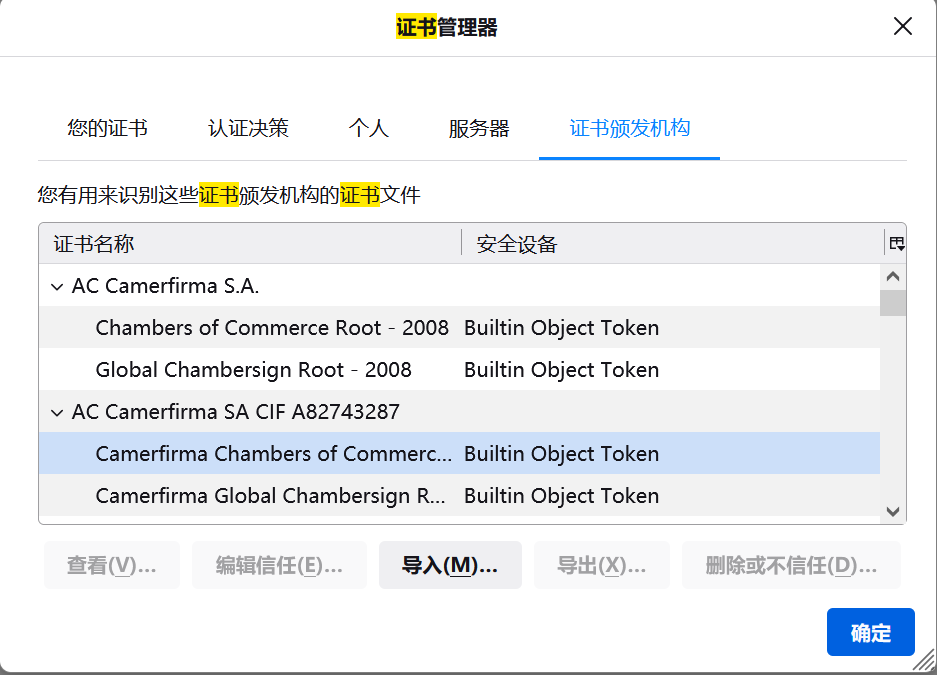 证书管理器
您的证书 认证决策 个人 服务器 证书颁发机构
您有用来识别这些证书颁发机构的证书文件
证书名称 安全设备
AC Camerfirma S.A.
Chambers of Commerce Root - 2008 Builtin Object Token
Global Chambersign Root - 2008 Builtin Object Token
AC Camerfirma SA CIF A82743287
Camerfirma Chambers of Commerc... Builtin Object Token
Camerfirma Global Chambersign R... Builtin Object Token
查看(V)... 编辑信任(E)... 导入(M)... 导出(X)... 删除或不信任(D)...
确定